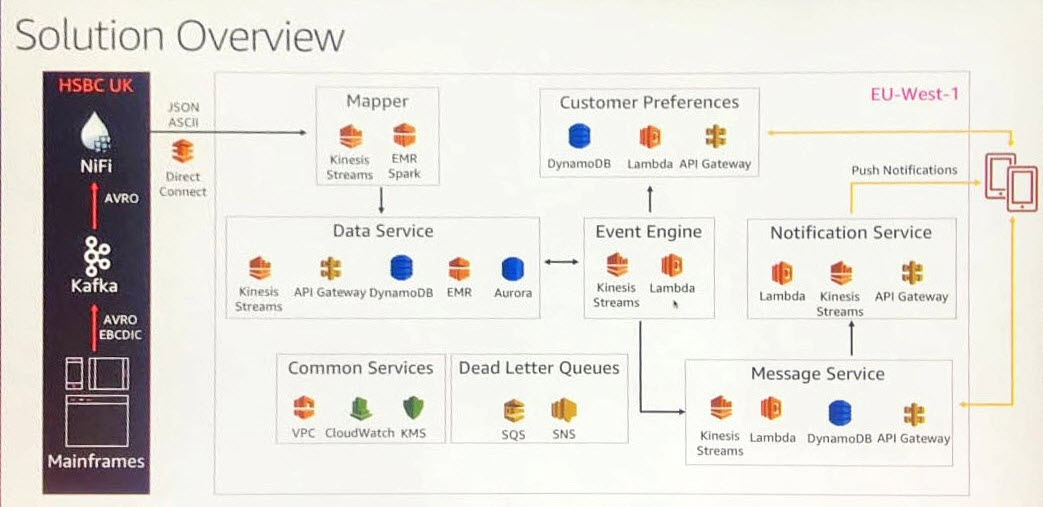 Solution Overview
HSBC UK
NiFi
AVRO
Kafka
AVRO
EBCDIC
Mainframes
JSON
ASCII
Direct
Connect
EU-West-1
Mapper
Kinesis
Streams
EMR
Spark
Customer Preferences
DynamoDB
Lambda
API Gateway
Push Notifications
Data Service
Kinesis
Streams
API Gateway
DynamoDB
EMR
Aurora
Event Engine
Kinesis
Streams
Lambda
Notification Service
Lambda
Kinesis
Streams
API Gateway
Common Services
VPC
CloudWatch
KMS
Dead Letter Queues
SQS
SNS
Message Service
Kinesis
Streams
Lambda
DynamoDB
API Gateway